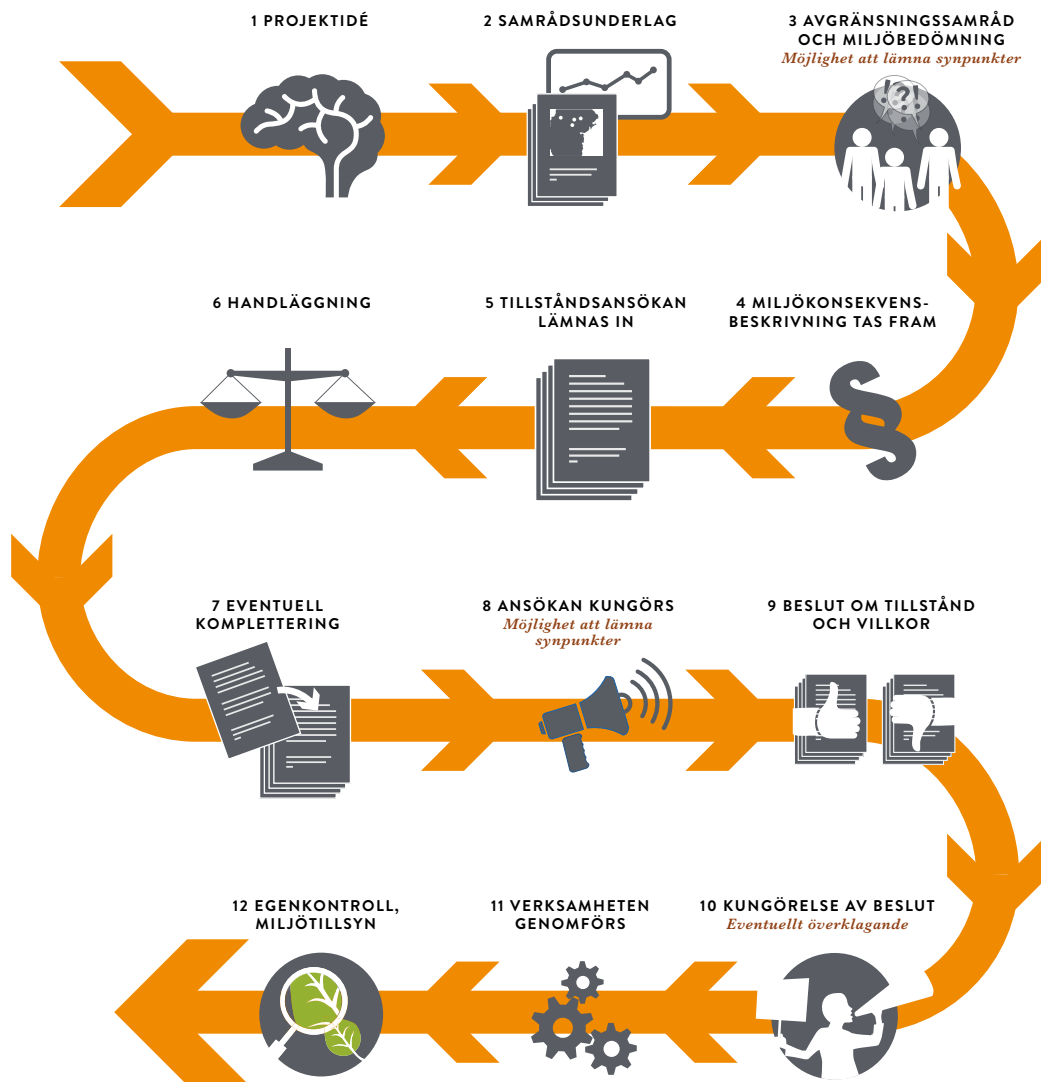 1 PROJEKTIDÉ
2 SAMRÅDSUNDERLAG
3 AVGRÄNSNINGSSAMRÅD
OCH MILJÖBEDÖMNING
Möjlighet att lämna synpunkter
!?!
4 MILJÖKONSEKVENS-
BESKRIVNING TAS FRAM
§
5 TILLSTÅNDSANSÖKAN
LÄMNAS IN
6 HANDLÄGGNING
7 EVENTUELL
KOMPLETTERING
8 ANSÖKAN KUNGÖRS
Möjlighet att lämna
synpunkter
9 BESLUT OM TILLSTÅND
OCH VILLKOR
10 KUNGÖRELSE AV BESLUT
Eventuellt överklagande
11 VERKSAMHETEN
GENOMFÖRS
12 EGENKONTROLL,
MILJÖTILLSYN